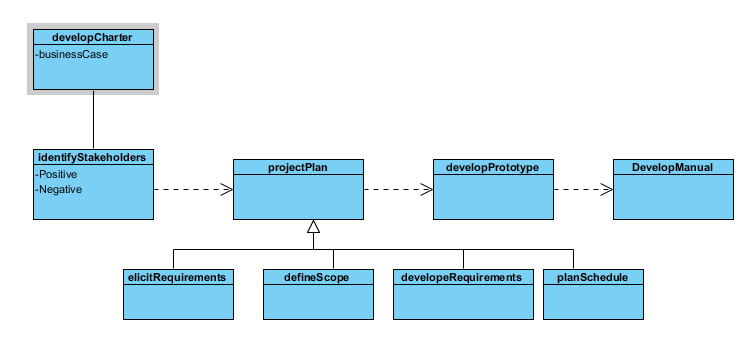 developCharter
-businessCase
identifyStakeholders
-Positive
-Negative
projectPlan
developPrototype
DevelopManual
elicitRequirements
defineScope
developeRequirements
planSchedule